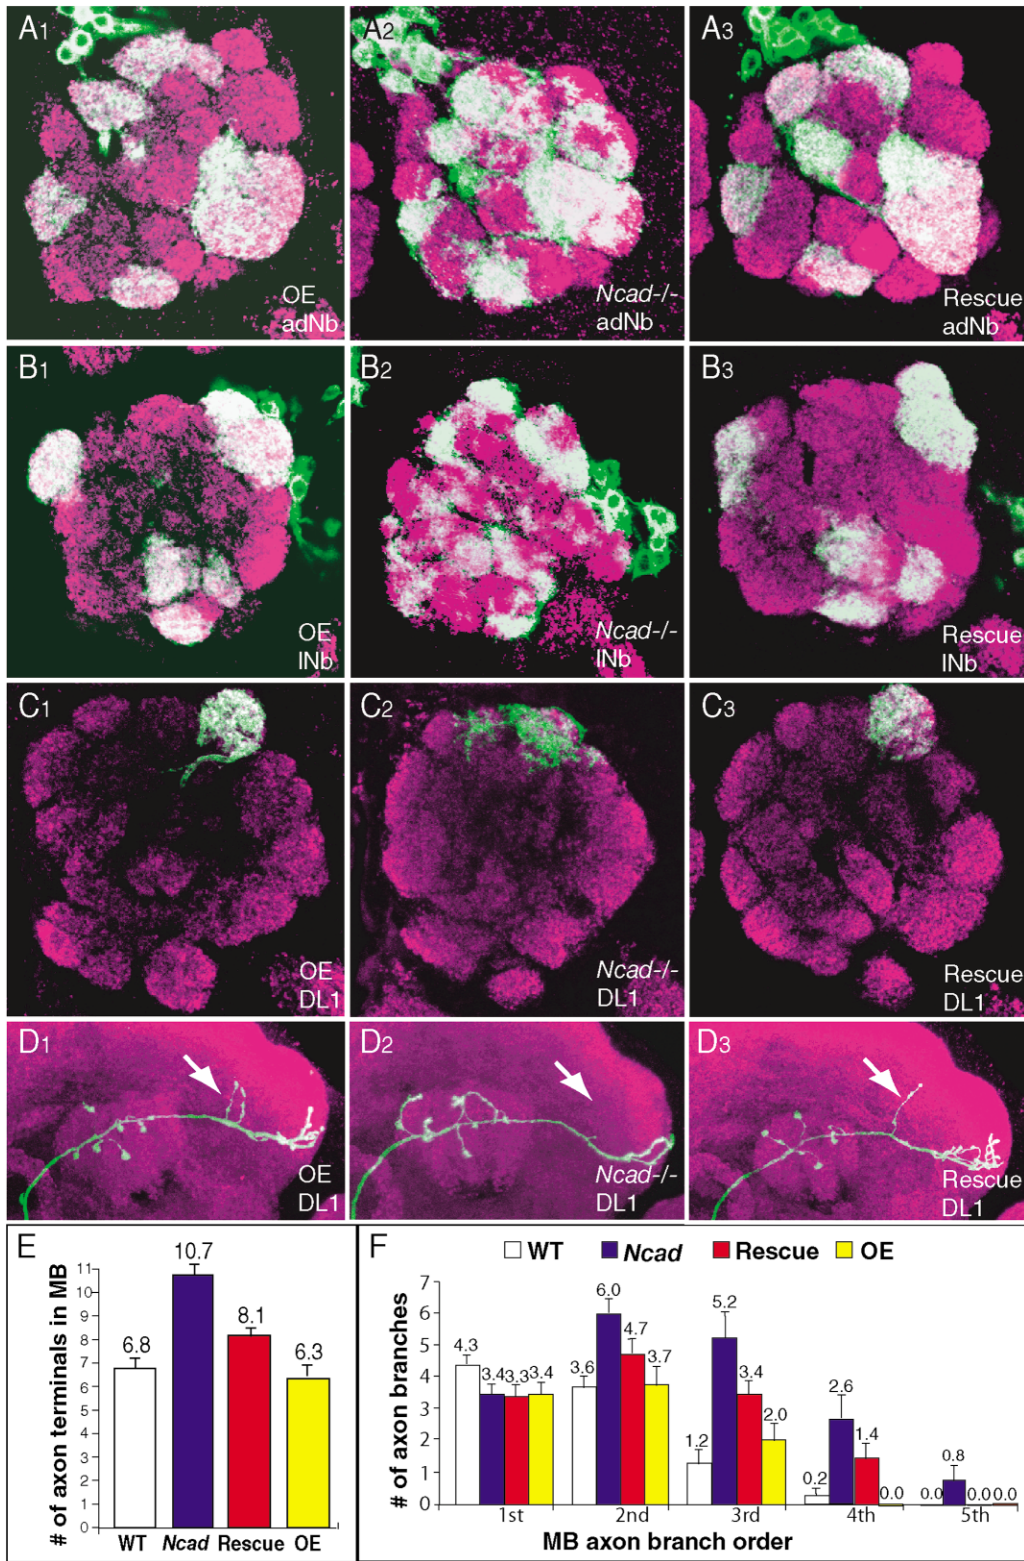 A1
A2
A3
OE
adNb
Ncad-/-
adNb
Rescue
adNb
B1
B2
B3
OE
lNb
Ncad-/-
lNb
Rescue
lNb
C1
C2
C3
OE
DL1
Ncad-/-
DL1
Rescue
DL1
D1
D2
D3
OE
DL1
Ncad-/-
DL1
Rescue
DL1
E
# of axon terminals in MB
11
10
9
8
7
6
5
4
3
2
1
0
6.8
10.7
8.1
6.3
WT Ncad Rescue OE
F
WT Ncad Rescue OE
# of axon branches
7
6
5
4
3
2
1
0
4.3 3.4 3.3 3.4
3.6 6.0 4.7 3.7
1.2 5.2 3.4 2.0
0.2 2.6 1.4 0.0
0.0 0.8 0.0 0.0
1st 2nd 3rd 4th 5th
MB axon branch order